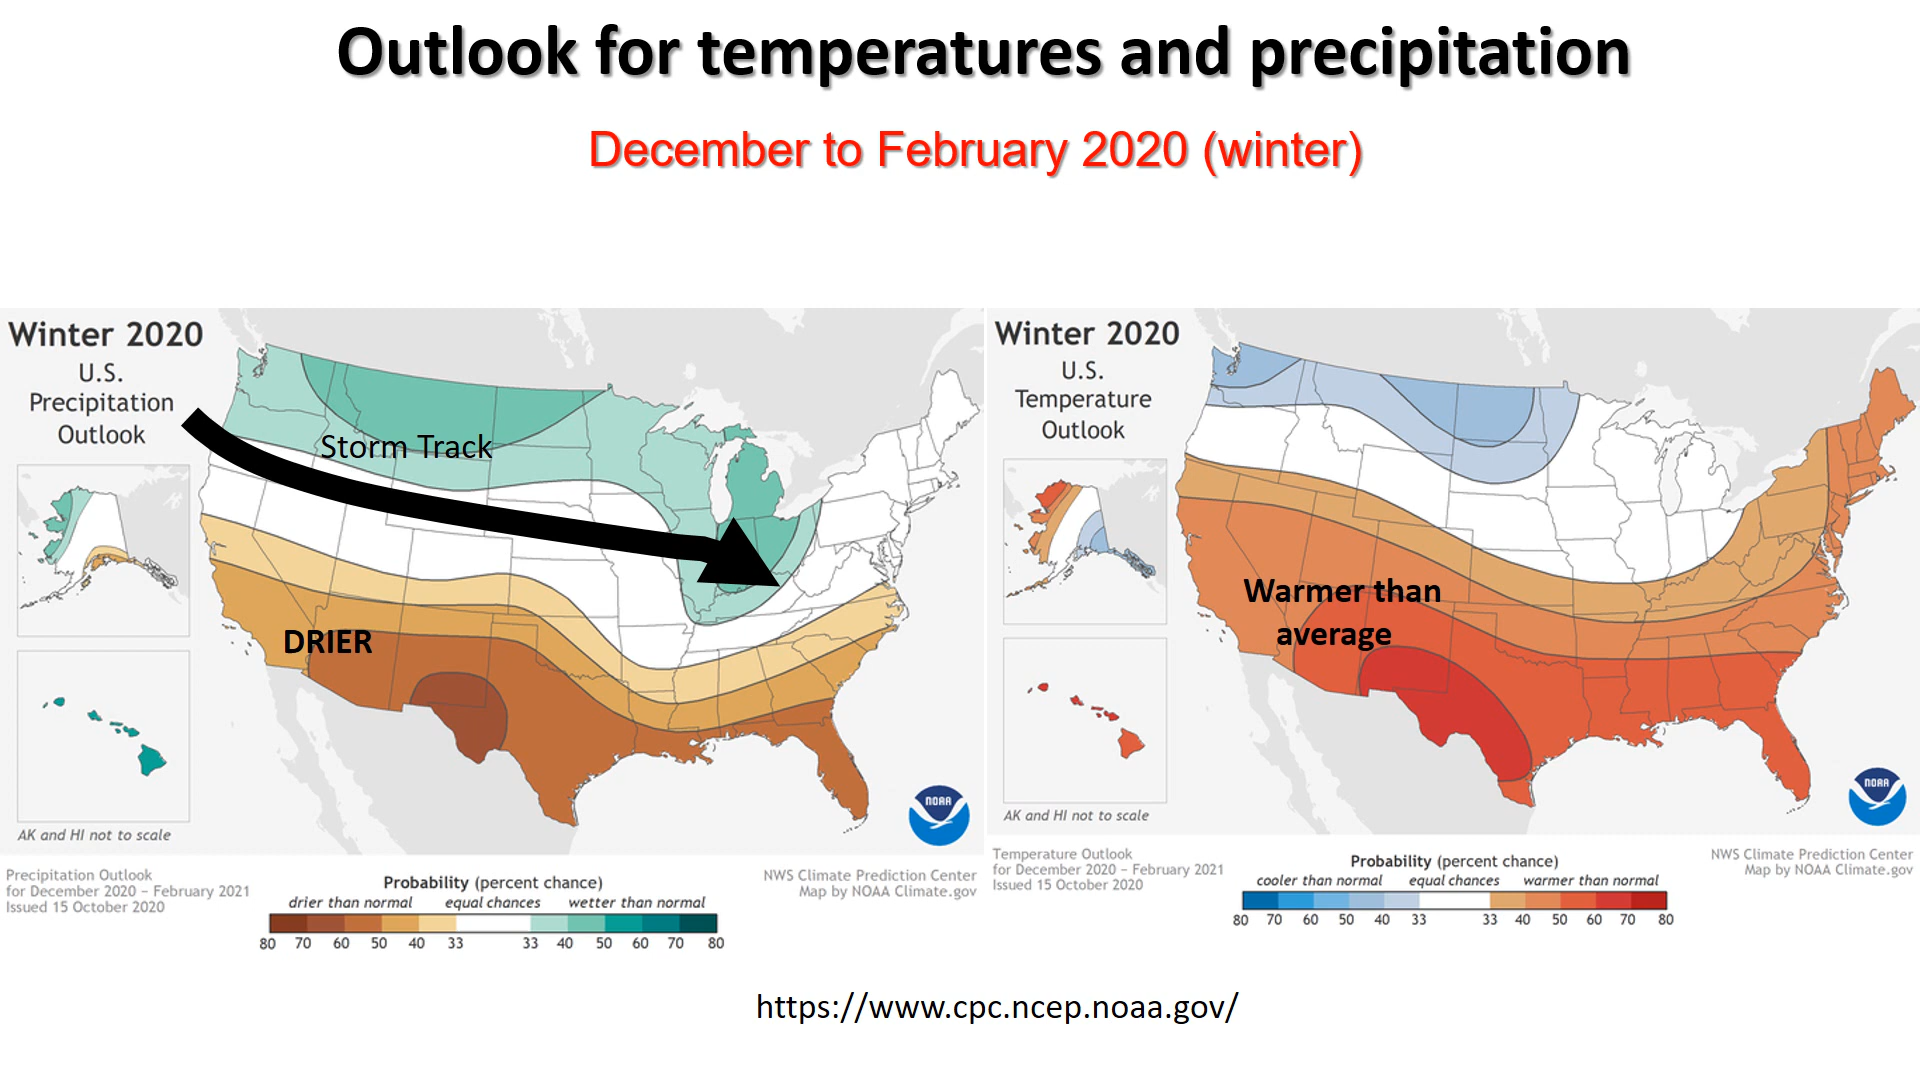 Outlook for temperatures and precipitation
December to February 2020 (winter)
Winter 2020
U.S.
Precipitation
Outlook
Storm Track
DRIER
AK and HI not to scale
NOAA
Precipitation Outlook
for December 2020 – February 2021
Issued 15 October 2020
Probability (percent chance)
drier than normal equal chances wetter than normal
80 70 60 50 40 33 33 40 50 60 70 80
NWS Climate Prediction Center
Map by NOAA Climate.gov
Winter 2020
U.S.
Temperature
Outlook
Warmer than
average
AK and HI not to scale
NOAA
Temperature Outlook
for December 2020 – February 2021
Issued 15 October 2020
Probability (percent chance)
cooler than normal equal chances warmer than normal
80 70 60 50 40 33 33 40 50 60 70 80
NWS Climate Prediction Center
Map by NOAA Climate.gov
https://www.cpc.ncep.noaa.gov/